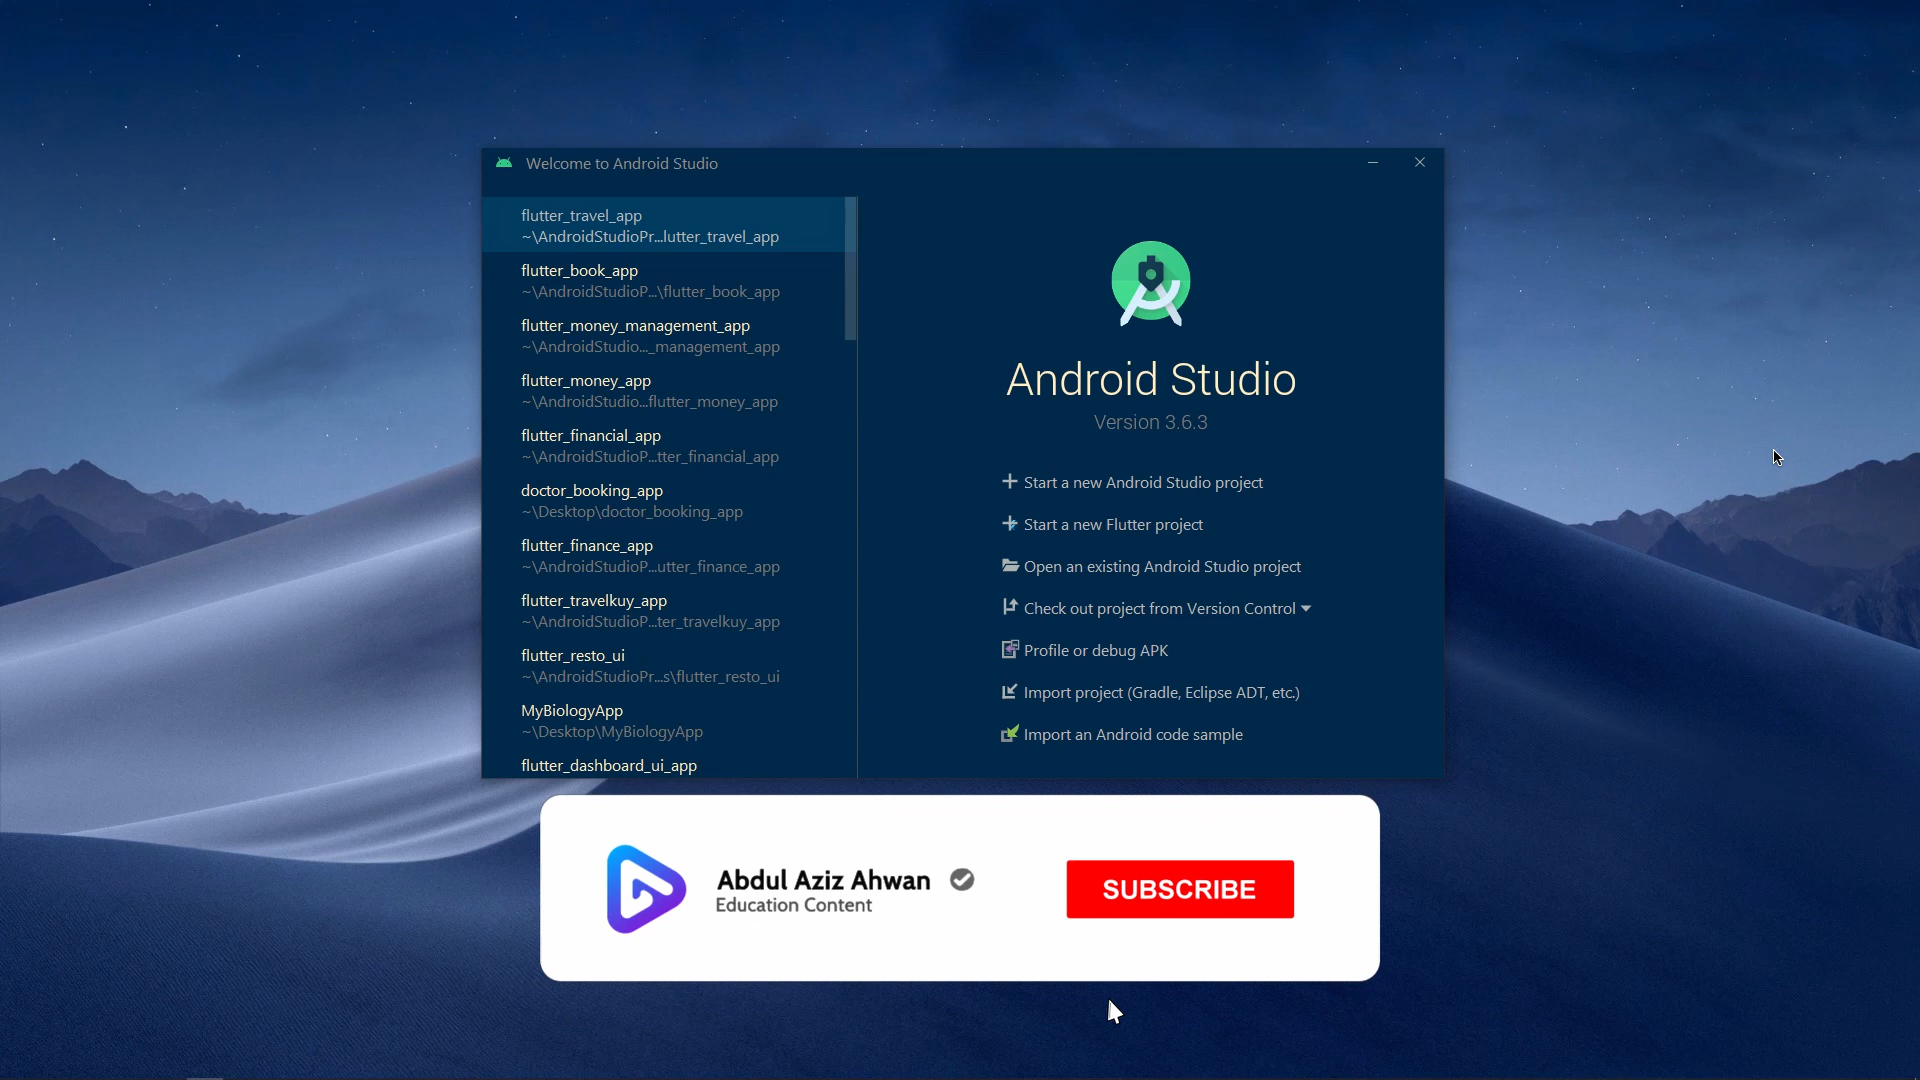 Welcome to Android Studio
flutter_travel_app
~\AndroidStudioPr...lutter_travel_app
flutter_book_app
~\AndroidStudioP...\flutter_book_app
flutter_money_management_app
~\AndroidStudio..._management_app
flutter_money_app
~\AndroidStudio...flutter_money_app
flutter_financial_app
~\AndroidStudioP...tter_financial_app
doctor_booking_app
~\Desktop\doctor_booking_app
flutter_finance_app
~\AndroidStudioP...utter_finance_app
flutter_travelkuy_app
~\AndroidStudioP...ter_travelkuy_app
flutter_resto_ui
~\AndroidStudioPr...s\flutter_resto_ui
MyBiologyApp
~\Desktop\MyBiologyApp
flutter_dashboard_ui_app
Android Studio
Version 3.6.3
Start a new Android Studio project
Start a new Flutter project
Open an existing Android Studio project
Check out project from Version Control
Profile or debug APK
Import project (Gradle, Eclipse ADT, etc.)
Import an Android code sample
Abdul Aziz Ahwan
Education Content
SUBSCRIBE